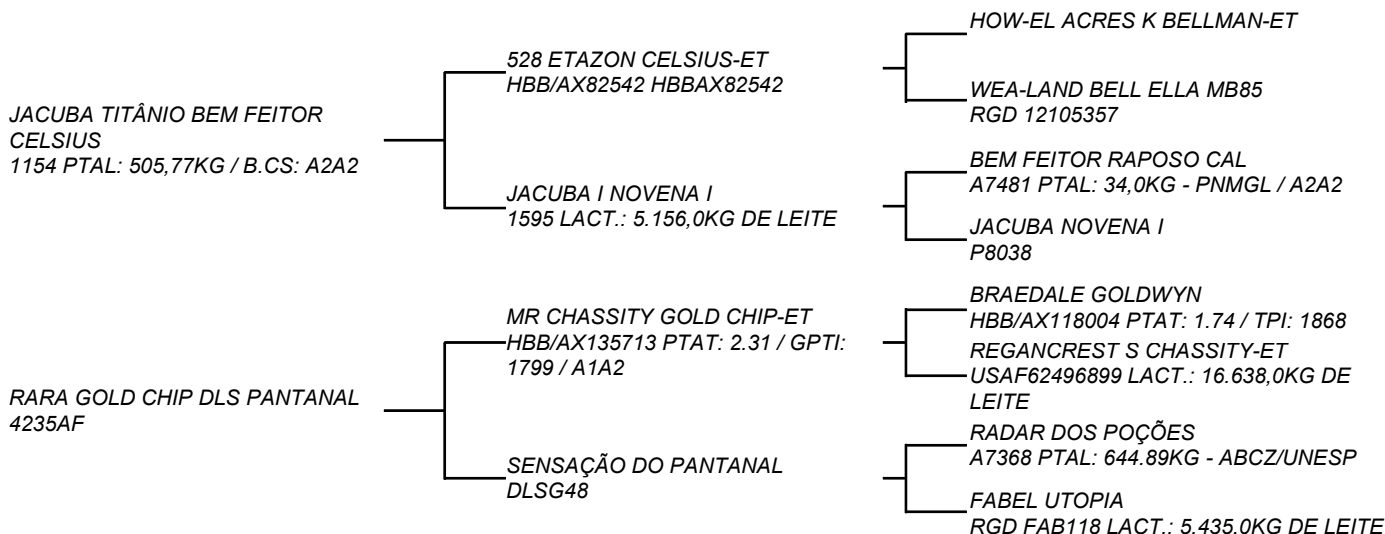 HOW-EL ACRES K BELLMAN-ET
528 ETAZON CELSIUS-ET
HBB/AX82542 HBBAX82542
WEA-LAND BELL ELLA MB85
RGD 12105357
JACUBA TITÂNIO BEM FEITOR
CELSIUS
1154 PTAL: 505,77KG / B.CS: A2A2
BEM FEITOR RAPOSO CAL
A7481 PTAL: 34,0KG - PNMGL / A2A2
JACUBA I NOVENA I
1595 LACT.: 5.156,0KG DE LEITE
JACUBA NOVENA I
P8038
BRAEDALE GOLDWYN
HBB/AX118004 PTAT: 1.74 / TPI: 1868
MR CHASSITY GOLD CHIP-ET
HBB/AX135713 PTAT: 2.31 / GPTI:
1799 / A1A2
REGANCREST S CHASSITY-ET
USAF62496899 LACT.: 16.638,0KG DE
LEITE
RARA GOLD CHIP DLS PANTANAL
4235AF
RADAR DOS POÇÕES
A7368 PTAL: 644.89KG - ABCZ/UNESP
SENSAÇÃO DO PANTANAL
DLSG48
FABEL UTOPIA
RGD FAB118 LACT.: 5.435,0KG DE LEITE